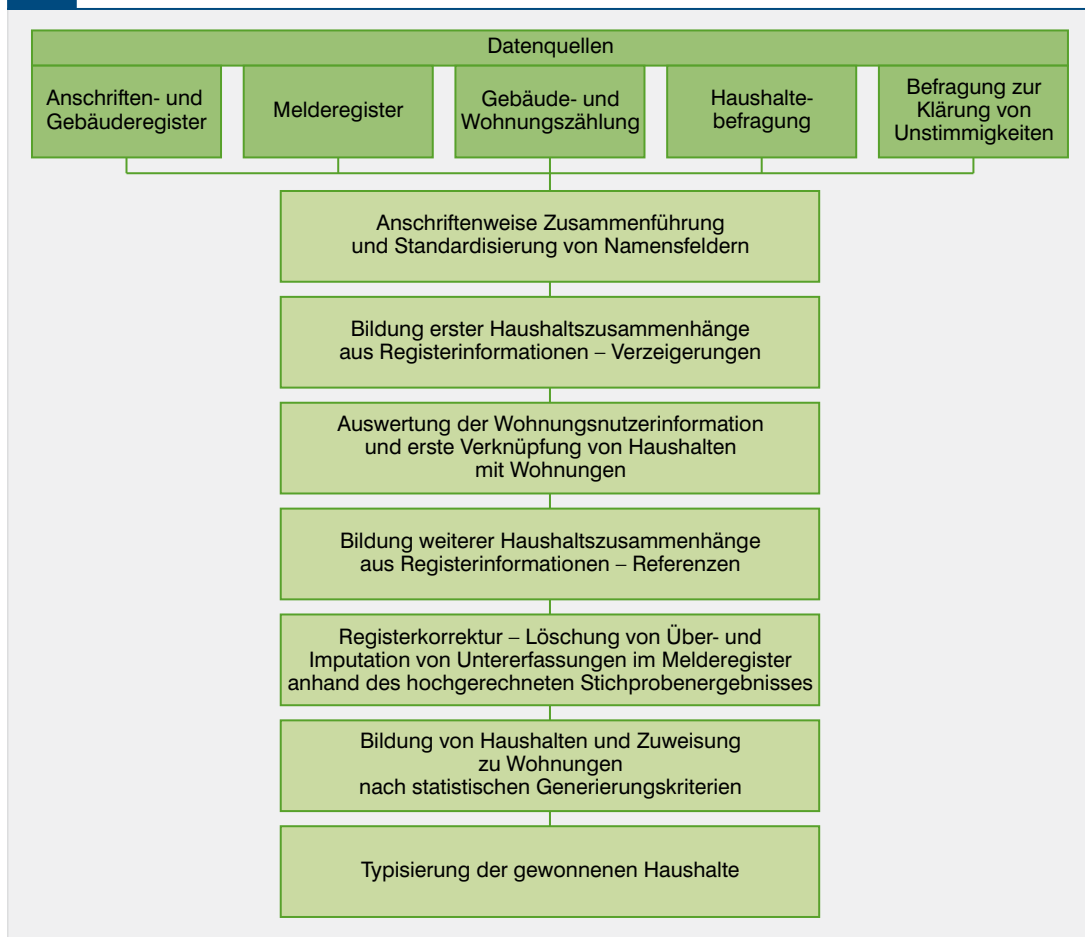 Datenquellen
Anschriften- und
Gebäuderegister
Melderegister
Gebäude- und
Wohnungszählung
Haushalte-
befragung
Befragung zur
Klärung von
Unstimmigkeiten
Anschriftenweise Zusammenführung
und Standardisierung von Namensfeldern
Bildung erster Haushaltszusammenhänge
aus Registerinformationen – Verzeigerungen
Auswertung der Wohnungsnutzerinformation
und erste Verknüpfung von Haushalten
mit Wohnungen
Bildung weiterer Haushaltszusammenhänge
aus Registerinformationen – Referenzen
Registerkorrektur – Löschung von Über- und
Imputation von Untererfassungen im Melderegister
anhand des hochgerechneten Stichprobenergebnisses
Bildung von Haushalten und Zuweisung
zu Wohnungen
nach statistischen Generierungskriterien
Typisierung der gewonnenen Haushalte